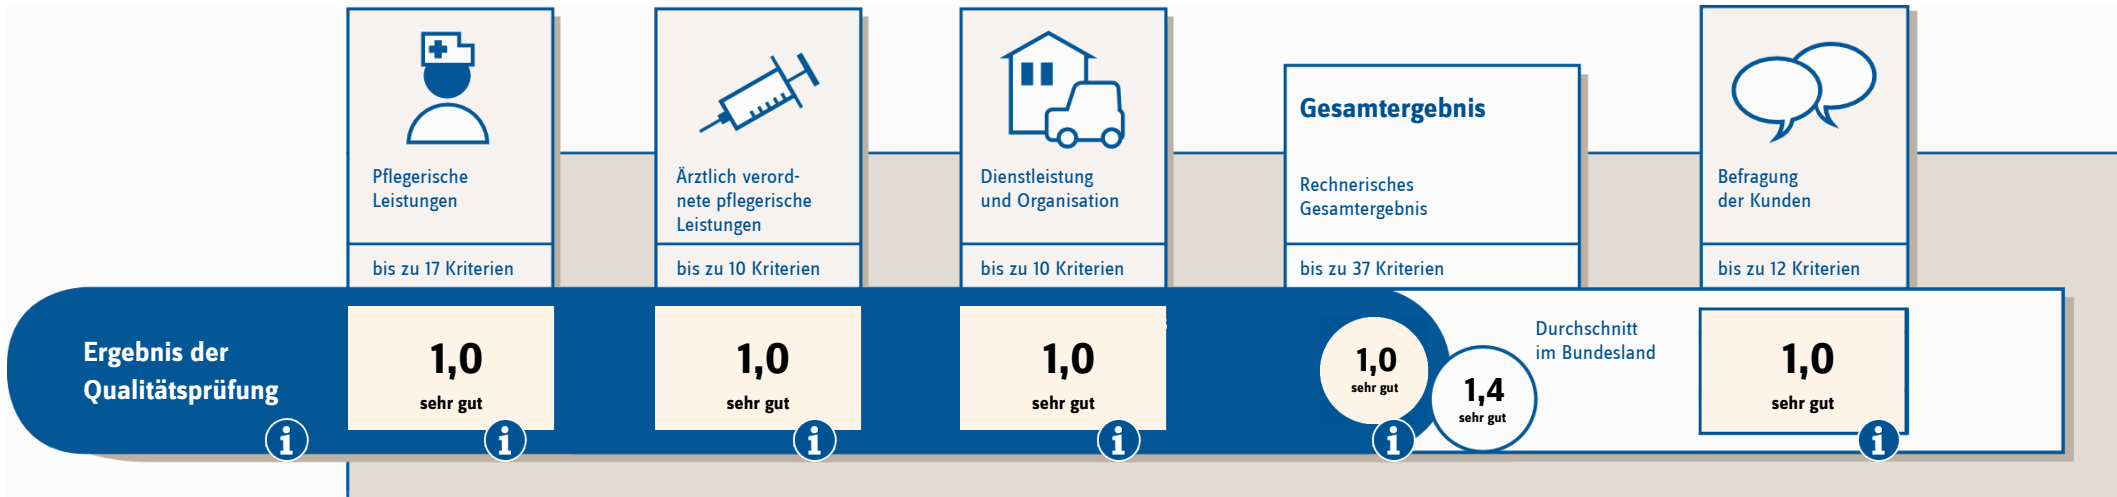 Pflegerische
Leistungen
bis zu 17 Kriterien
Ärztlich verord-
nete pflegerische
Leistungen
bis zu 10 Kriterien
Dienstleistung
und Organisation
bis zu 10 Kriterien
Gesamtergebnis
Rechnerisches
Gesamtergebnis
bis zu 37 Kriterien
Befragung
der Kunden
bis zu 12 Kriterien
Ergebnis der
Qualitätsprüfung
1,0
sehr gut
1,0
sehr gut
1,0
sehr gut
1,0
sehr gut
1,4
sehr gut
Durchschnitt
im Bundesland
1,0
sehr gut